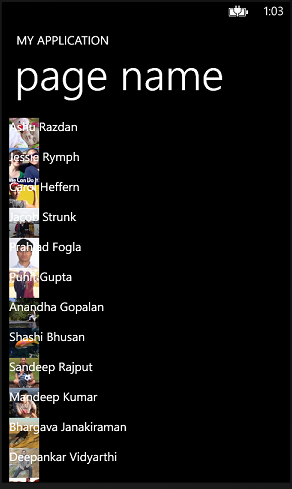 1:03
MY APPLICATION
page name
Ashu Razdan
Jessie Rymph
Carol Heffern
Jacob Strunk
Prahlad Fogla
Punit Gupta
Anandha Gopalan
Shashi Bhusan
Sandeep Rajput
Mandeep Kumar
Bhargava Janakiraman
Deepankar Vidyarthi